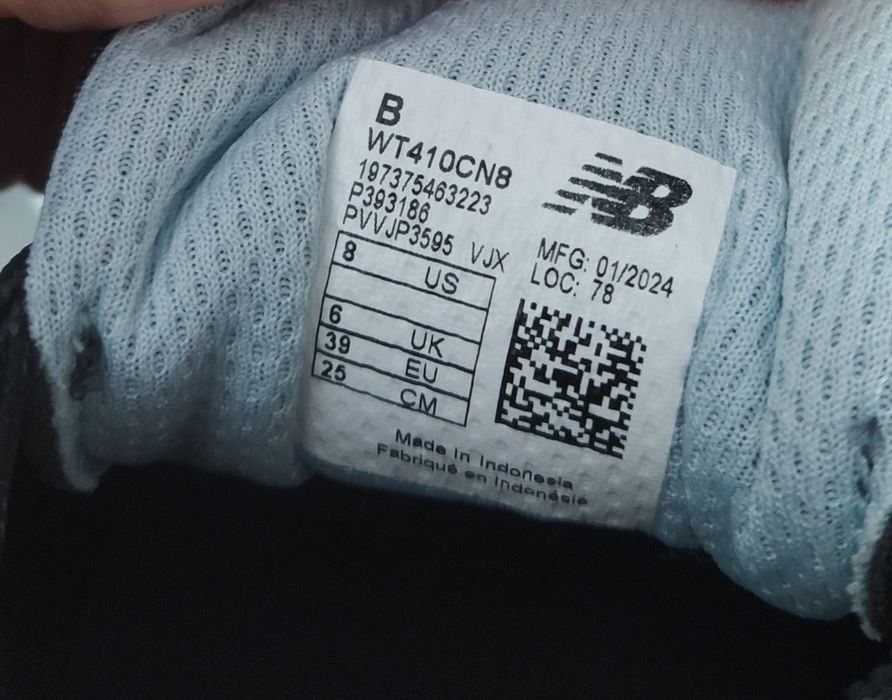 B
WT410CN8
197375463223
P393186
PVVJP3595 VJX
8 US
6 UK
39 EU
25 CM
NB
MFG: 01/2024
LOC: 78
Made in Indonesia
Fabriqué en Indonésie